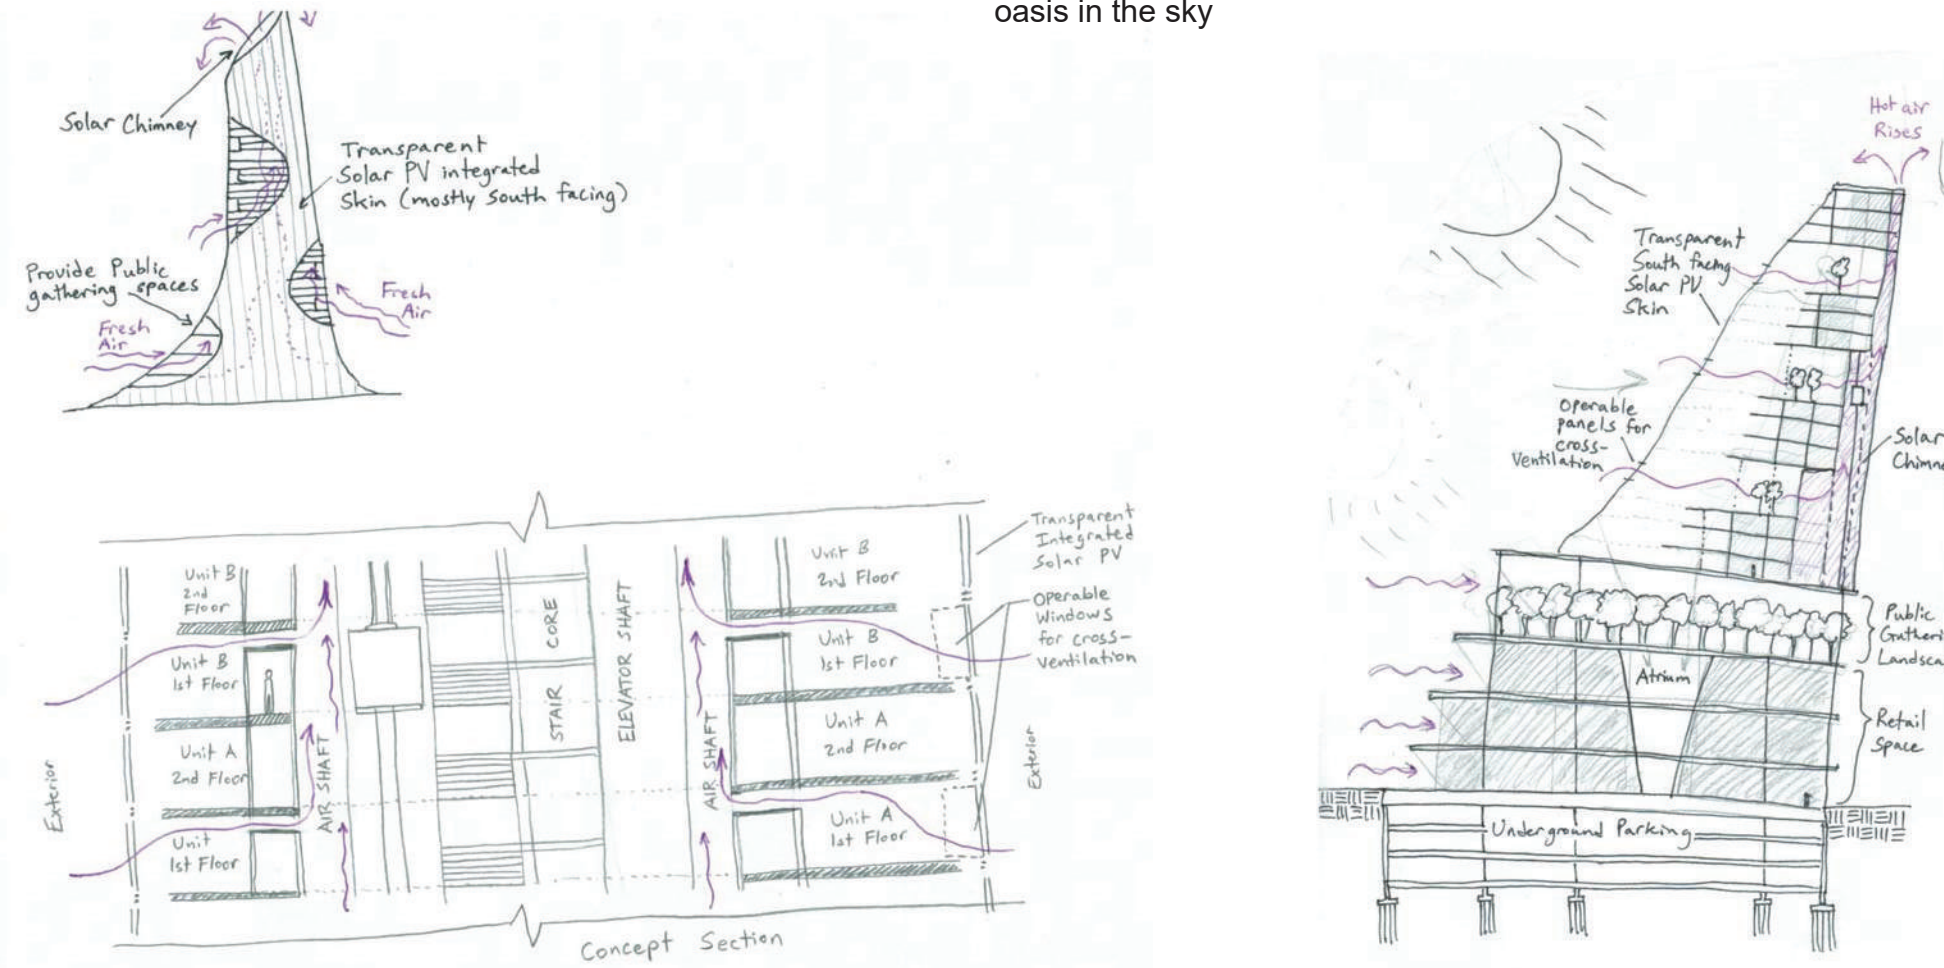 oasis in the sky
Solar Chimney
Transparent
Solar PV integrated
Skin (mostly South facing)
Provide Public
gathering spaces
Fresh
Air
Fresh
Air
Unit B
2nd
Floor
Unit B
1st Floor
Unit A
2nd Floor
Unit
1st Floor
Exterior
AIR SHAFT
STAIR CORE
ELEVATOR SHAFT
AIR SHAFT
Unit B
2nd Floor
Unit B
1st Floor
Unit A
2nd Floor
Unit A
1st Floor
Exterior
Transparent
Integrated
Solar PV
Operable
Windows
for cross-
Ventilation
Concept Section
Hot air
Rises
Transparent
South facing
Solar PV
Skin
Operable
panels for
cross-
Ventilation
Solar
Chimne
Public
Gatheri
Landsca
Atrium
Retail
Space
Underground Parking